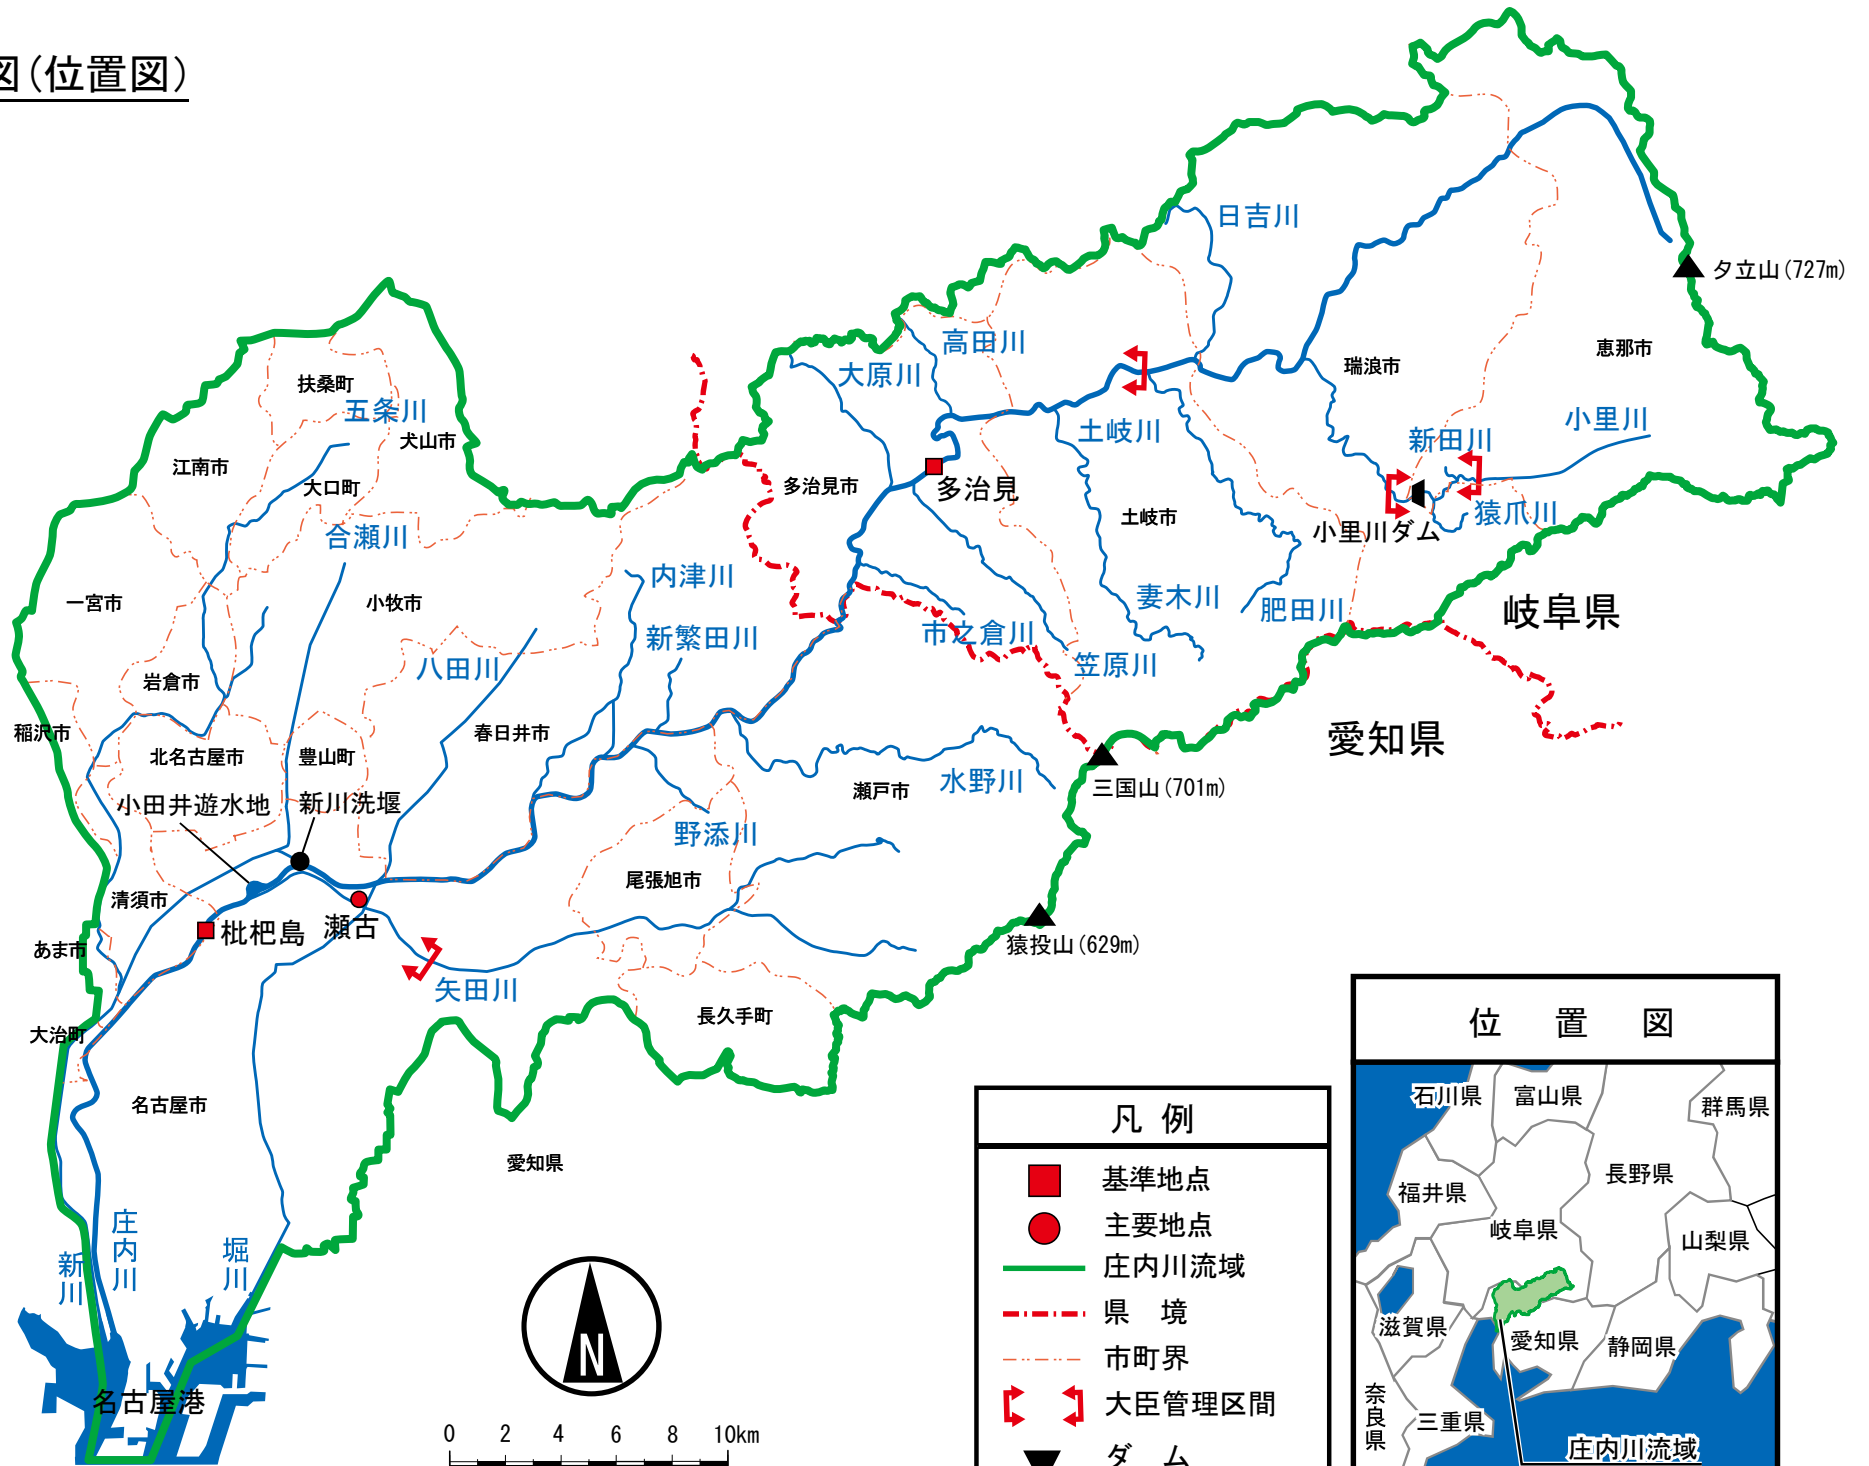 図(位置図)
日吉川
夕立山(727m)
高田川
大原川
恵那市
瑞浪市
扶桑町
五条川
犬山市
江南市
大口町
土岐川
新田川
小里川
多治見市
多治見
土岐市
猿爪川
小里川ダム
合瀬川
内津川
一宮市
小牧市
妻木川
肥田川
岐阜県
新繁田川
市之倉川
笠原川
八田川
岩倉市
稲沢市
春日井市
愛知県
北名古屋市
豊山町
水野川
瀬戸市
三国山(701m)
小田井遊水地
新川洗堰
野添川
尾張旭市
清須市
枇杷島
瀬古
あま市
猿投山(629m)
矢田川
長久手町
大治町
名古屋市
愛知県
庄内川
新川
堀川
名古屋港
N
0 2 4 6 8 10km
凡 例
基準地点
主要地点
庄内川流域
県 境
市町界
大臣管理区間
ダ ム
位 置 図
石川県
富山県
群馬県
長野県
福井県
岐阜県
山梨県
滋賀県
愛知県
静岡県
奈良県
三重県
庄内川流域